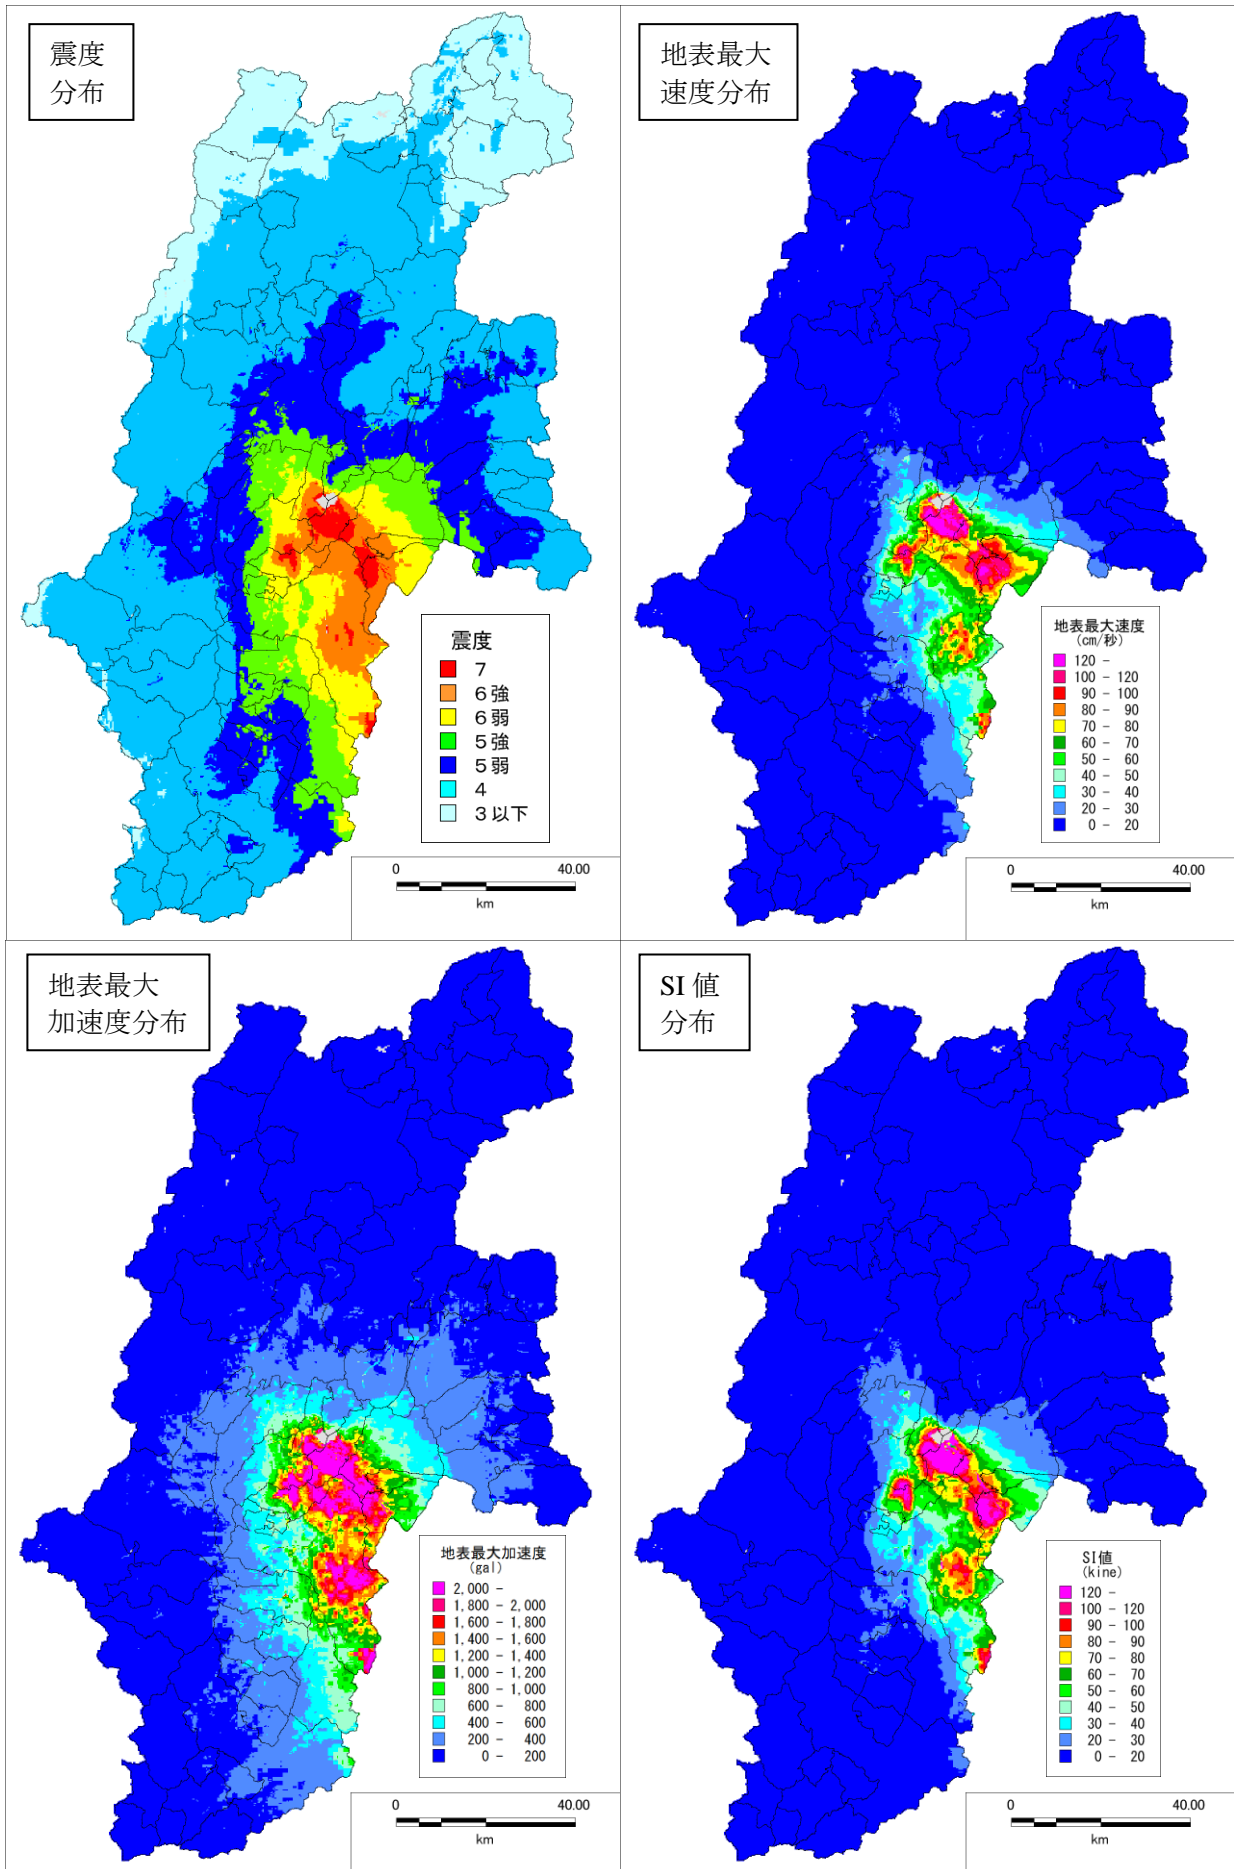 震度
分布
震度
7
6強
6弱
5強
5弱
4
3以下
0 40.00
km
地表最大
速度分布
地表最大速度
(cm/秒)
120 -
100 - 120
90 - 100
80 - 90
70 - 80
60 - 70
50 - 60
40 - 50
30 - 40
20 - 30
0 - 20
0 40.00
km
地表最大
加速度分布
地表最大加速度
(gal)
2,000 -
1,800 - 2,000
1,600 - 1,800
1,400 - 1,600
1,200 - 1,400
1,000 - 1,200
800 - 1,000
600 - 800
400 - 600
200 - 400
0 - 200
0 40.00
km
SI 値
分布
SI値
(kine)
120 -
100 - 120
90 - 100
80 - 90
70 - 80
60 - 70
50 - 60
40 - 50
30 - 40
20 - 30
0 - 20
0 40.00
km